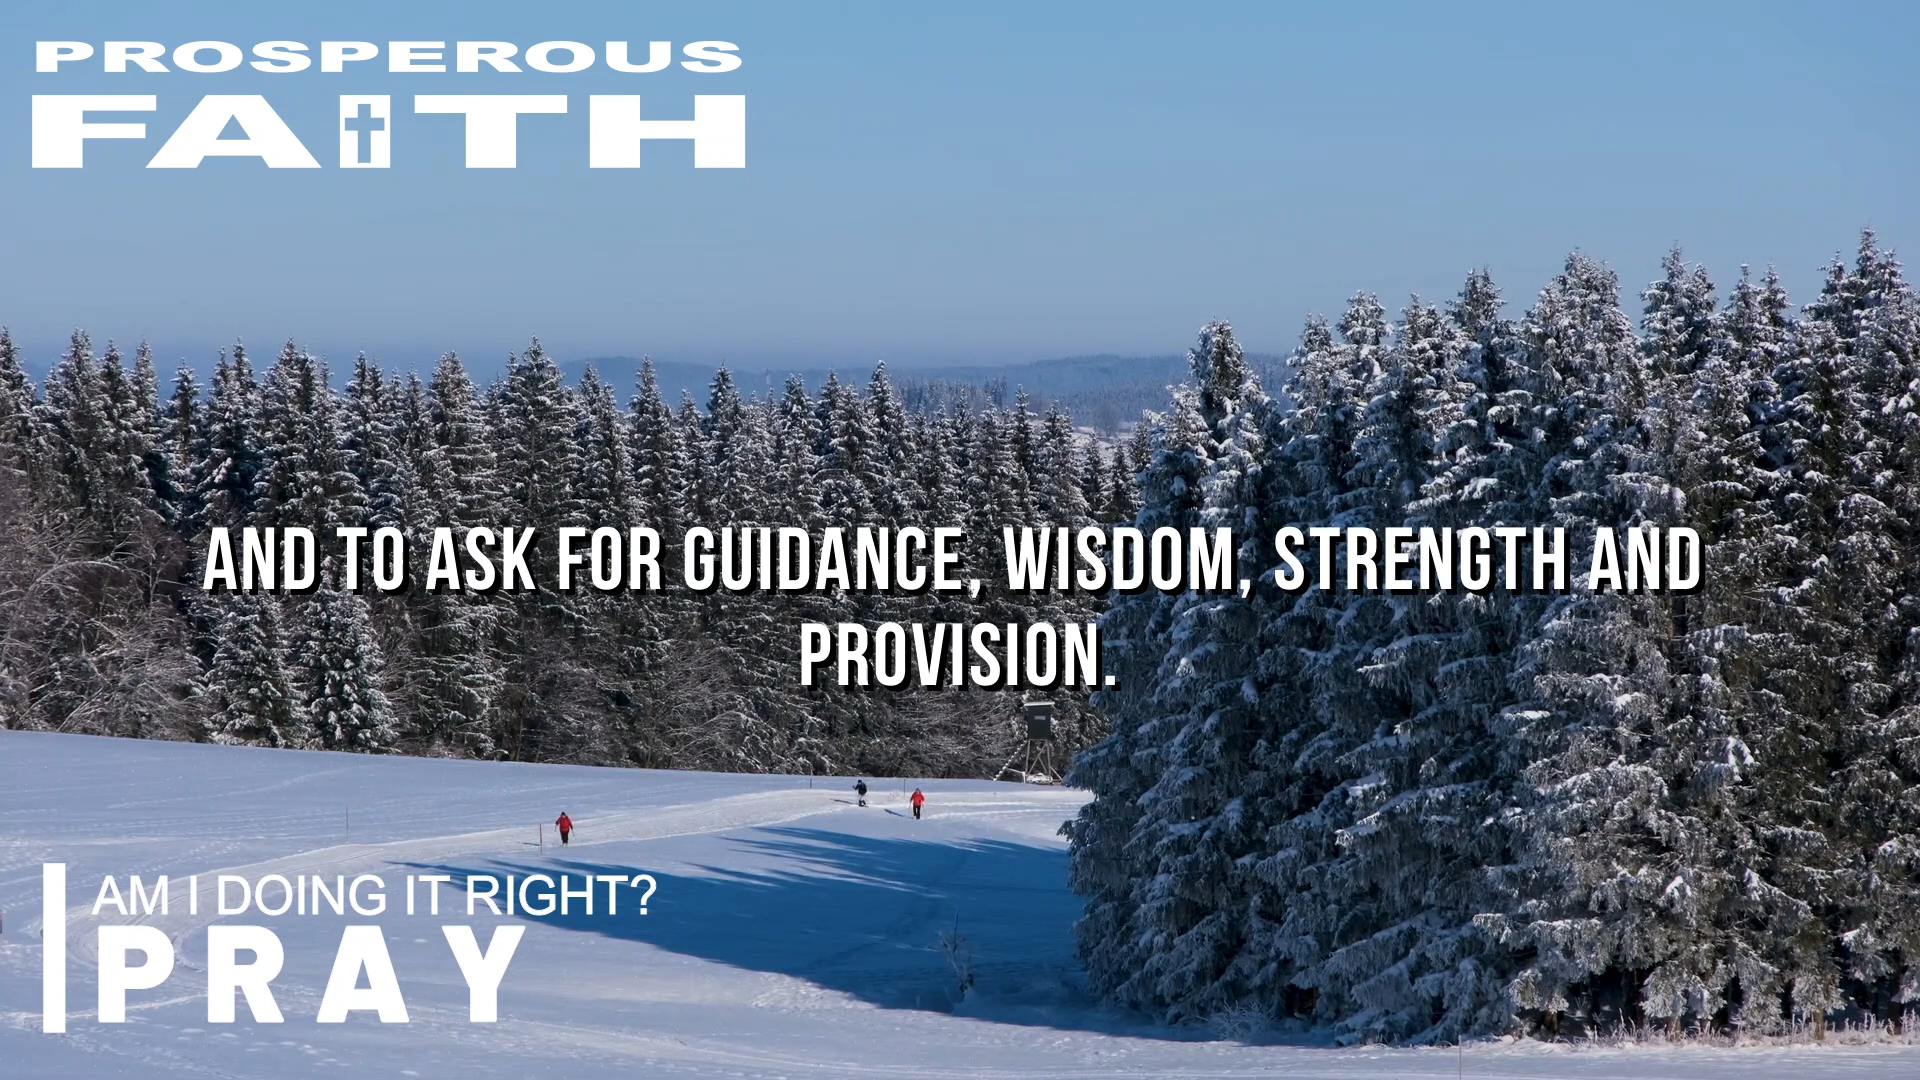 PROSPEROUS
FAITH
AND TO ASK FOR GUIDANCE, WISDOM, STRENGTH AND
PROVISION.
AM I DOING IT RIGHT?
PRAY